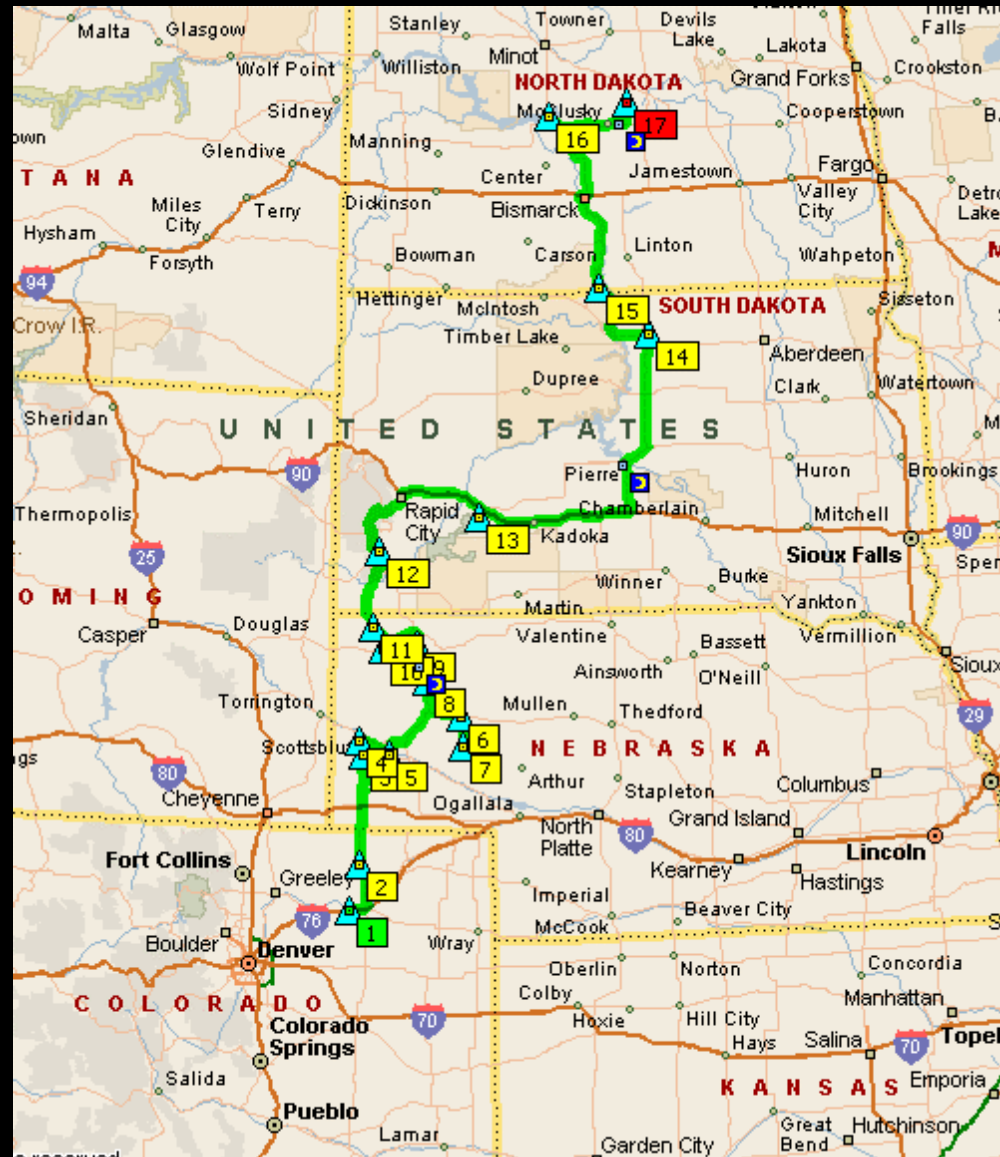 Malta
Glasgow
Stanley
Towner
Devils
Lake
Falls
Minot
Wolf Point
Williston
Lakota
Grand Forks
Crookston
NORTH DAKOTA
Sidney
17
Cooperstown
16
Manning
Glendive
Center
Jamestown
Fargo
TANA
Miles
City
Terry
Dickinson
Bismarck
Valley
City
Hysham
Forsyth
Bowman
Carson
Linton
Wahpeton
94
Hettinger
McIntosh
15
SOUTH DAKOTA
Sisseton
Crow I.R.
Timber Lake
14
Aberdeen
Dupree
Clark
Watertown
Sheridan
UNITED STATES
90
Pierre
Huron
Brookings
Thermopolis
Rapid
City
Chamberlain
Mitchell
13
Kadoka
90
25
Sioux Falls
12
Winner
Burke
OMING
Martin
Yankton
Casper
Douglas
11
Valentine
Bassett
Vermillion
10
9
Ainsworth
O'Neill
Torrington
8
Mullen
Thedford
29
6
NEBRASKA
4
3
5
7
80
Arthur
Columbus
Cheyenne
Ogallala
Stapleton
North
Platte
80
Grand Island
Lincoln
Fort Collins
Greeley
2
Kearney
Hastings
Imperial
76
1
McCook
Beaver City
Boulder
Denver
Wray
Oberlin
Norton
Concordia
COLORADO
Colby
Manhattan
70
Hoxie
Hill City
Colorado
Springs
Hays
Salina
70
Salida
KANSAS
Emporia
Pueblo
Great
Bend
Hutchinson
Lamar
Garden City